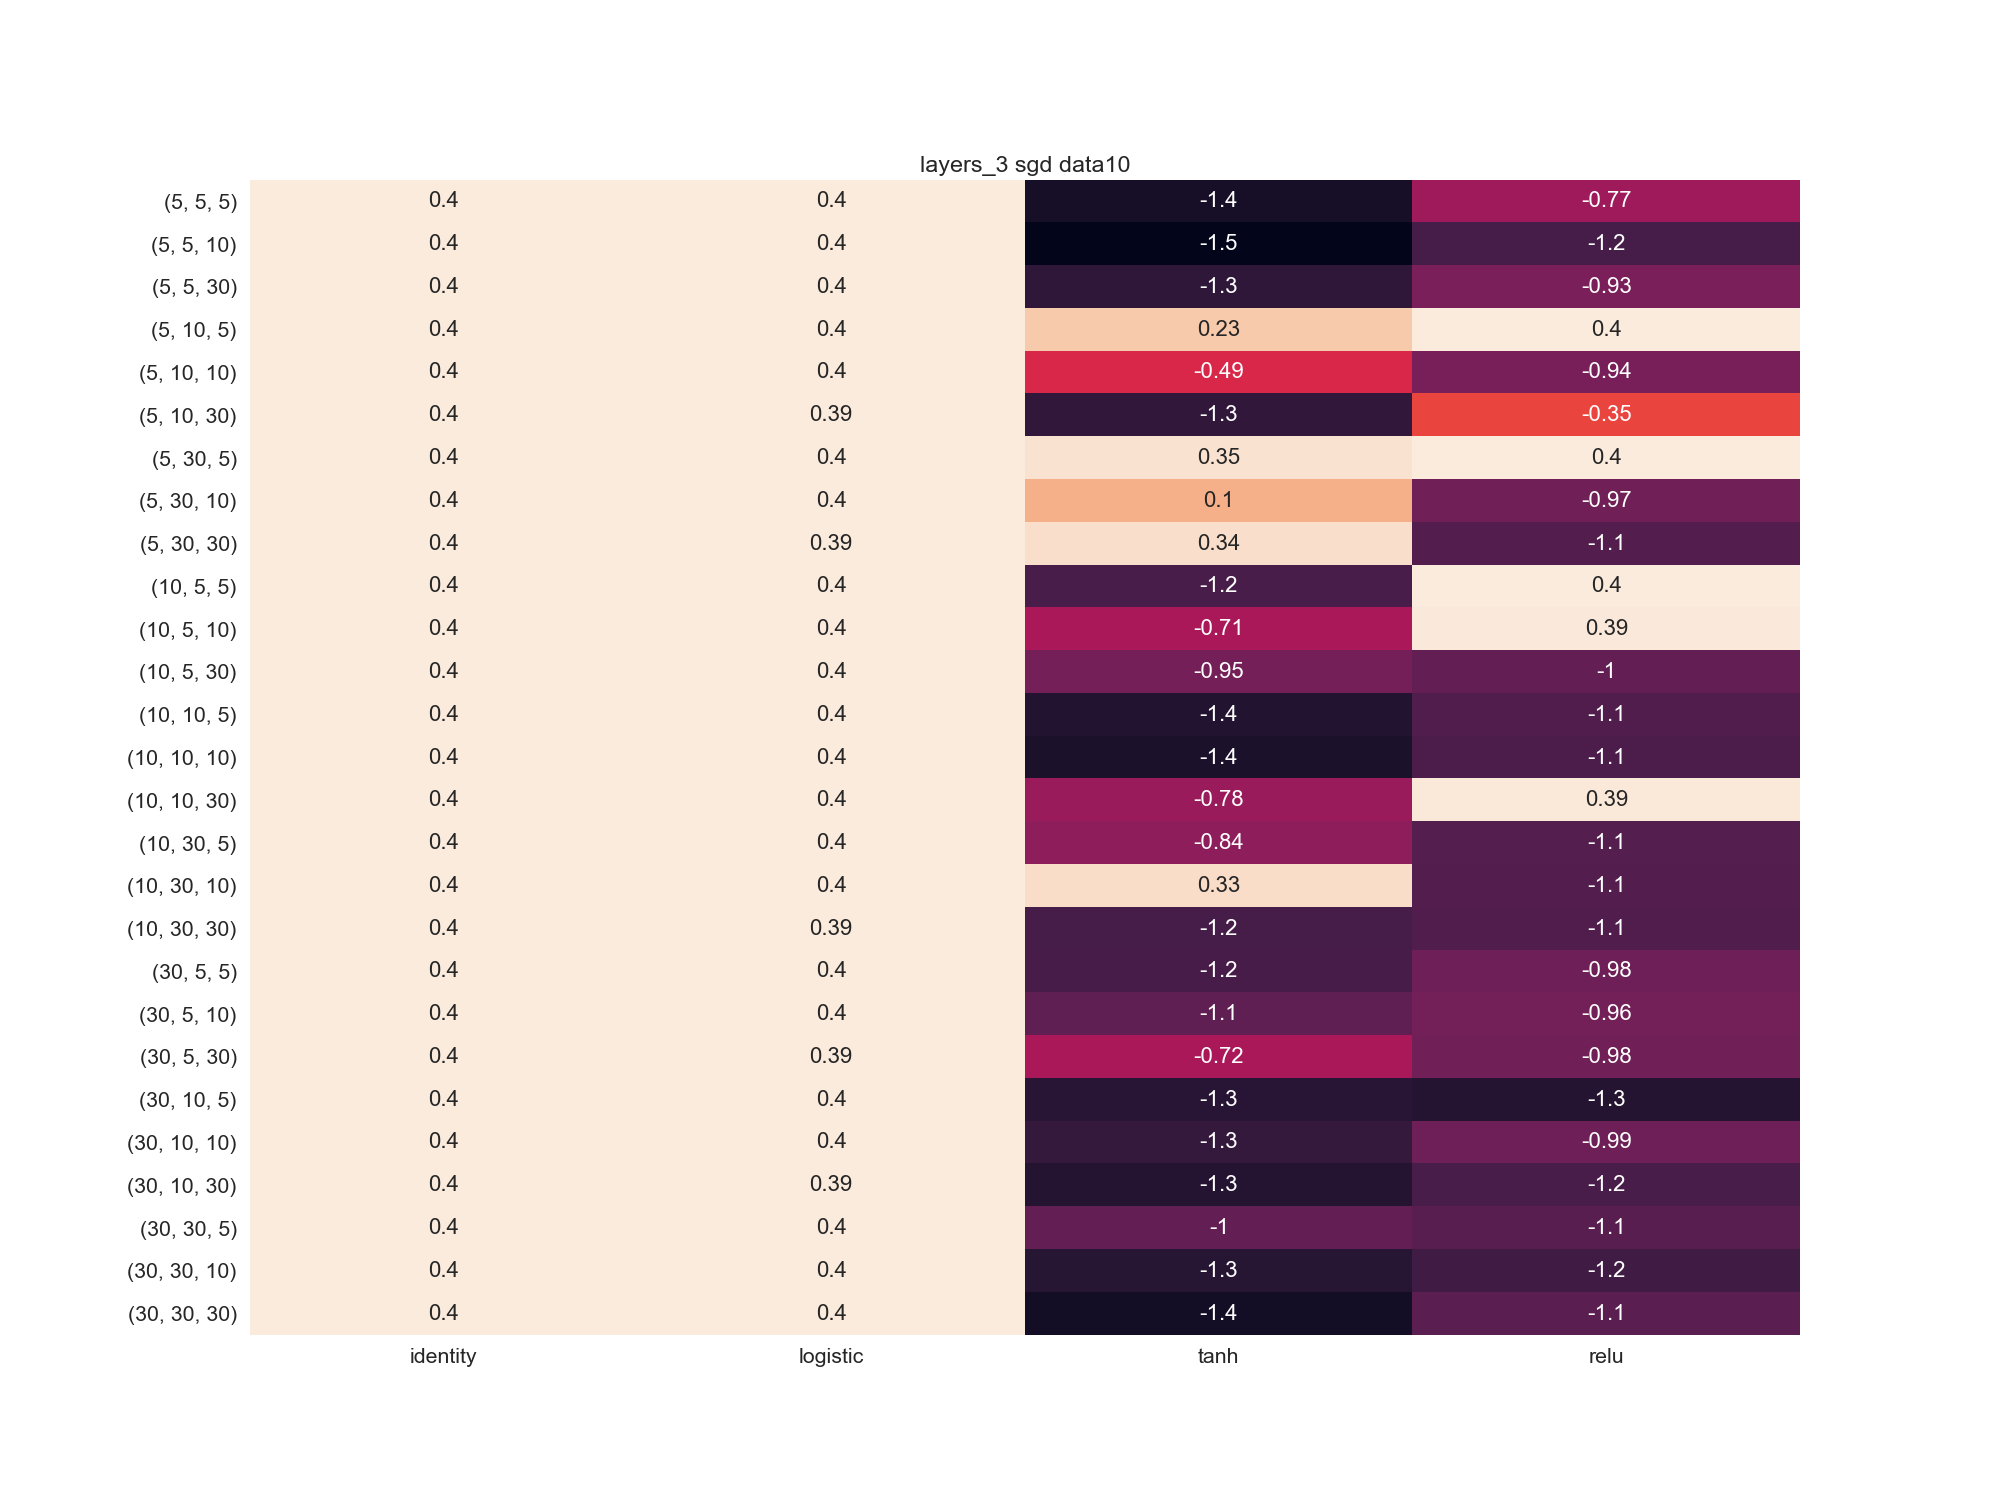 layers_3 sgd data10
(5, 5, 5) 0.4 0.4 -1.4 -0.77
(5, 5, 10) 0.4 0.4 -1.5 -1.2
(5, 5, 30) 0.4 0.4 -1.3 -0.93
(5, 10, 5) 0.4 0.4 0.23 0.4
(5, 10, 10) 0.4 0.4 -0.49 -0.94
(5, 10, 30) 0.4 0.39 -1.3 -0.35
(5, 30, 5) 0.4 0.4 0.35 0.4
(5, 30, 10) 0.4 0.4 0.1 -0.97
(5, 30, 30) 0.4 0.39 0.34 -1.1
(10, 5, 5) 0.4 0.4 -1.2 0.4
(10, 5, 10) 0.4 0.4 -0.71 0.39
(10, 5, 30) 0.4 0.4 -0.95 -1
(10, 10, 5) 0.4 0.4 -1.4 -1.1
(10, 10, 10) 0.4 0.4 -1.4 -1.1
(10, 10, 30) 0.4 0.4 -0.78 0.39
(10, 30, 5) 0.4 0.4 -0.84 -1.1
(10, 30, 10) 0.4 0.4 0.33 -1.1
(10, 30, 30) 0.4 0.39 -1.2 -1.1
(30, 5, 5) 0.4 0.4 -1.2 -0.98
(30, 5, 10) 0.4 0.4 -1.1 -0.96
(30, 5, 30) 0.4 0.39 -0.72 -0.98
(30, 10, 5) 0.4 0.4 -1.3 -1.3
(30, 10, 10) 0.4 0.4 -1.3 -0.99
(30, 10, 30) 0.4 0.39 -1.3 -1.2
(30, 30, 5) 0.4 0.4 -1 -1.1
(30, 30, 10) 0.4 0.4 -1.3 -1.2
(30, 30, 30) 0.4 0.4 -1.4 -1.1
identity logistic tanh relu